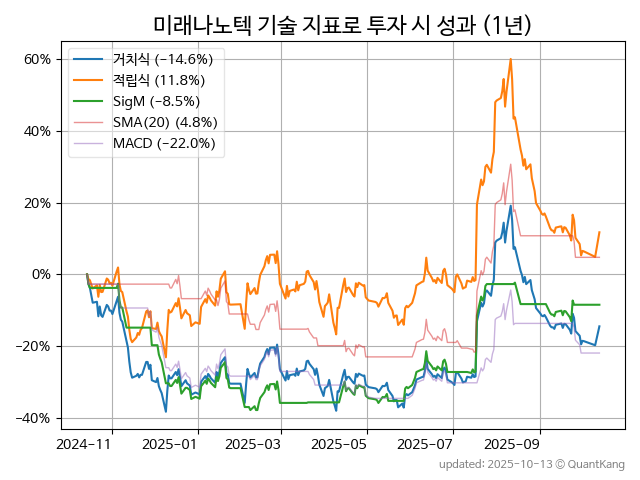 미래나노텍 기술 지표로 투자 시 성과 (1년)
60%
40%
20%
0%
−20%
−40%
거치식 (−14.6%)
적립식 (11.8%)
SigM (−8.5%)
SMA(20) (4.8%)
MACD (−22.0%)
2024-11
2025-01
2025-03
2025-05
2025-07
2025-09
updated: 2025-10-13 © QuantKang